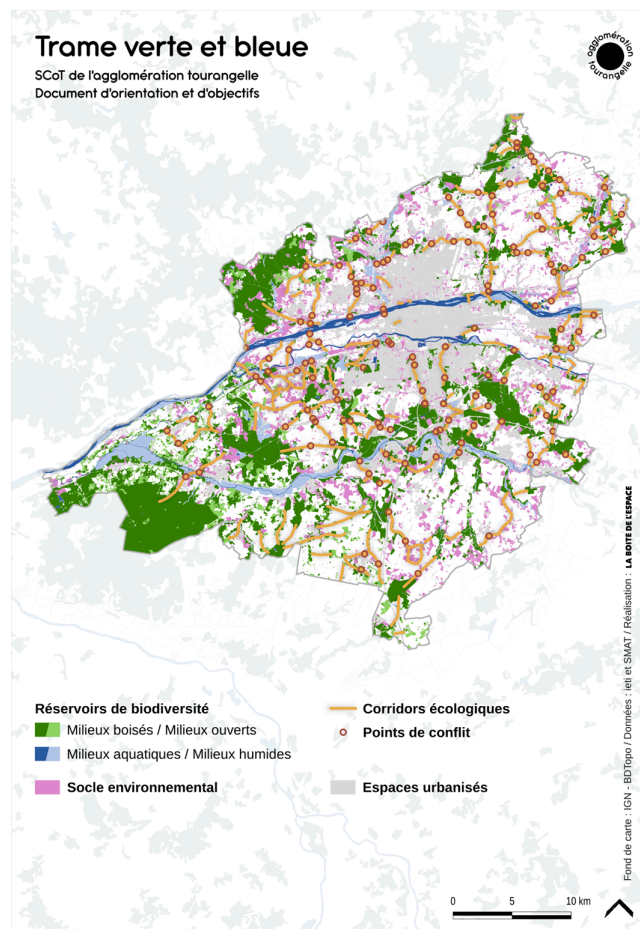 Trame verte et bleue
SCoT de l'agglomération tourangelle
Document d'orientation et d'objectifs
agglomération
tourangelle
Réservoirs de biodiversité
Milieux boisés / Milieux ouverts
Milieux aquatiques / Milieux humides
Socle environnemental
Corridors écologiques
Points de conflit
Espaces urbanisés
0 5 10 km
Fond de carte : IGN - BDTopo / Données : ieti et SMAT / Réalisation : LA BOITE DE L'ESPACE